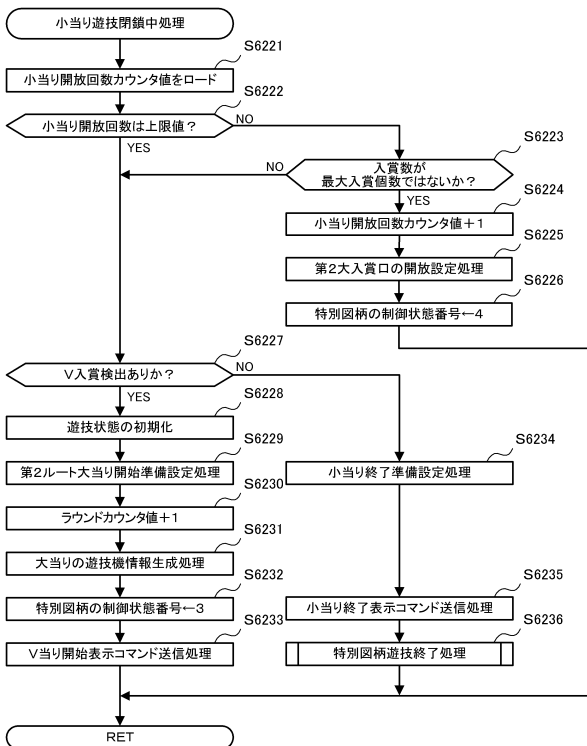 小当り遊技閉鎖中処理
S6221
小当り開放回数カウンタ値をロード
S6222
小当り開放回数は上限値？
NO
YES
S6223
入賞数が
最大入賞個数ではないか？
NO
YES
S6224
小当り開放回数カウンタ値＋1
S6225
第2大入賞口の開放設定処理
S6226
特別図柄の制御状態番号←4
S6227
V入賞検出ありか？
NO
YES
S6228
遊技状態の初期化
S6229
第2ルート大当り開始準備設定処理
S6230
ラウンドカウンタ値＋1
S6231
大当りの遊技機情報生成処理
S6232
特別図柄の制御状態番号←3
S6233
V当り開始表示コマンド送信処理
S6234
小当り終了準備設定処理
S6235
小当り終了表示コマンド送信処理
S6236
特別図柄遊技終了処理
RET